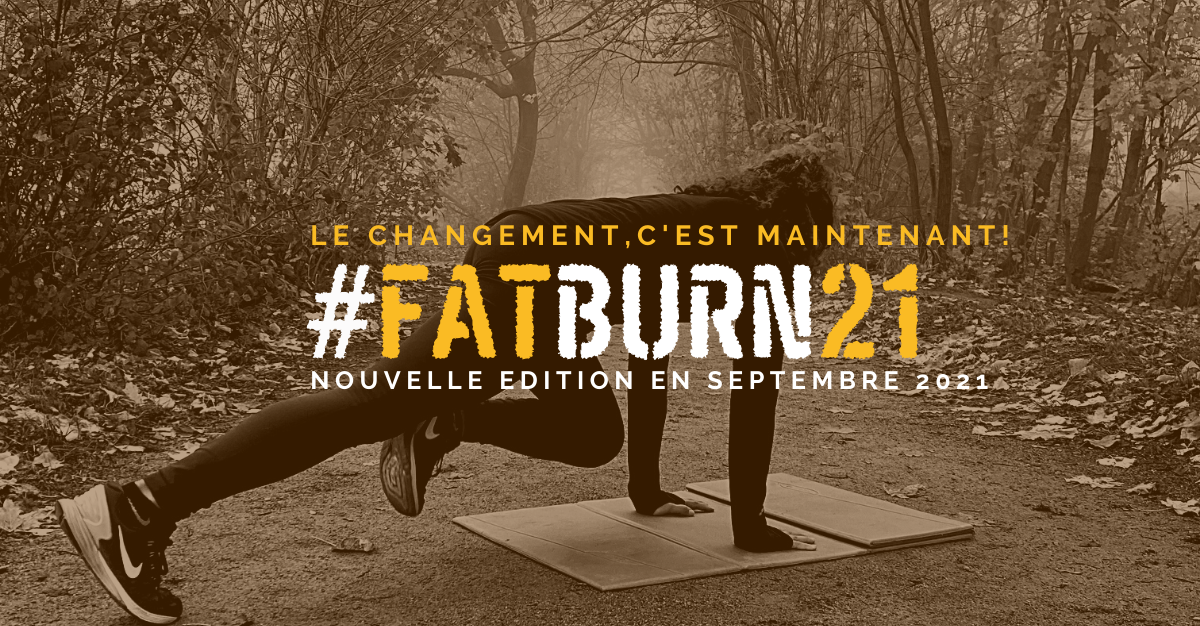 LE CHANGEMENT,C'EST MAINTENANT!
#FATBURN21
NOUVELLE EDITION EN SEPTEMBRE 2021